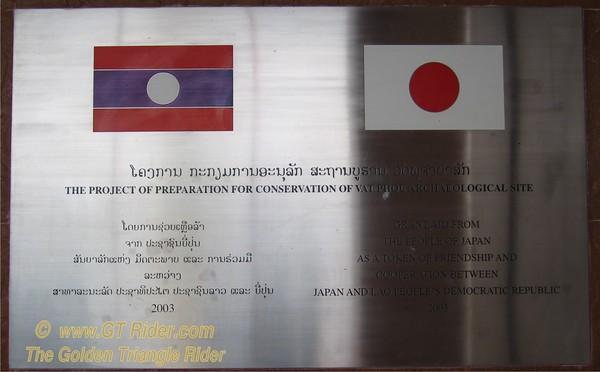 ໂຄງການ ກະກຽມການອະນຸລັກ ສະຖານບູຮານ
THE PROJECT OF PREPARATION FOR CONSERVATION OF VAT PHOU ARCHAEOLOGICAL SITE
ໂດຍການຊ່ວຍເຫຼືອລ້າ
ຈາກ ປະຊາຊົນຍີ່ປຸ່ນ
ສັນຍາລັກແຫ່ງ ມິດຕະພາບ ແລະ ການຮ່ວມມື
ລະຫວ່າງ
ສາທາລະນະລັດ ປະຊາທິປະໄຕ ປະຊາຊົນລາວ ແລະ ຍີ່ປຸ່ນ
2003
GRANT AID FROM
THE PEOPLE OF JAPAN
AS A TOKEN OF FRIENDSHIP AND
COOPERATION BETWEEN
JAPAN AND LAO PEOPLE'S DEMOCRATIC REPUBLIC
2003
© www.GT Rider.com
The Golden Triangle Rider